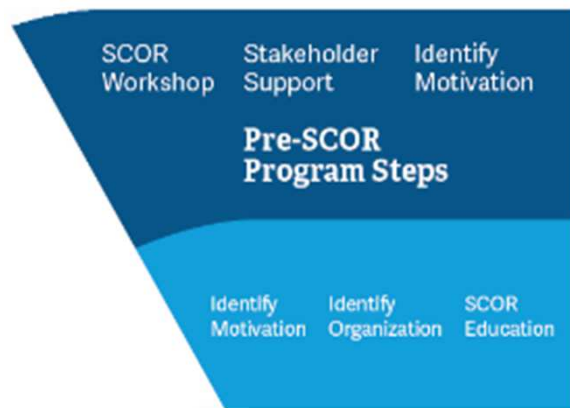 SCOR Workshop
Stakeholder Support
Identify Motivation
Pre-SCOR
Program Steps
Identify Motivation
Identify Organization
SCOR Education